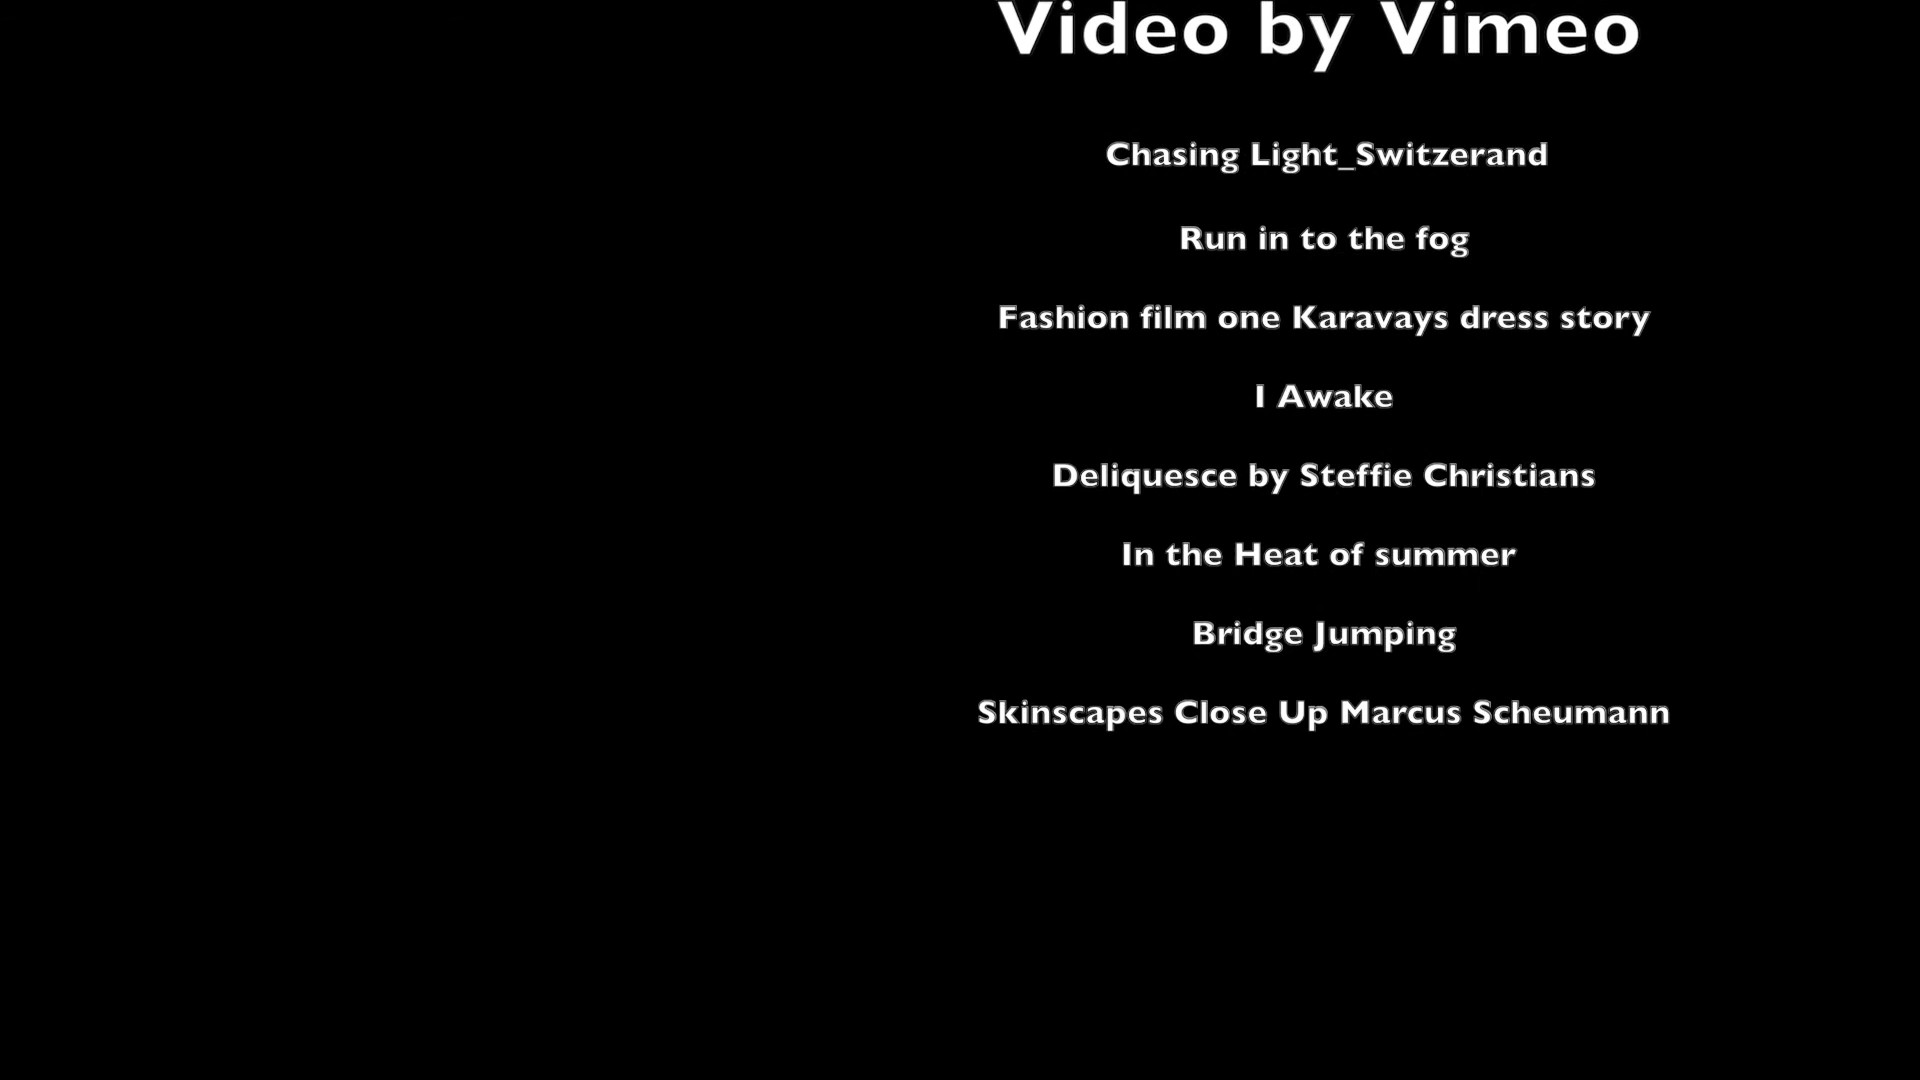 Video by Vimeo
Chasing Light_Switzerand
Run in to the fog
Fashion film one Karavays dress story
I Awake
Deliquesce by Steffie Christians
In the Heat of summer
Bridge Jumping
Skinscapes Close Up Marcus Scheumann